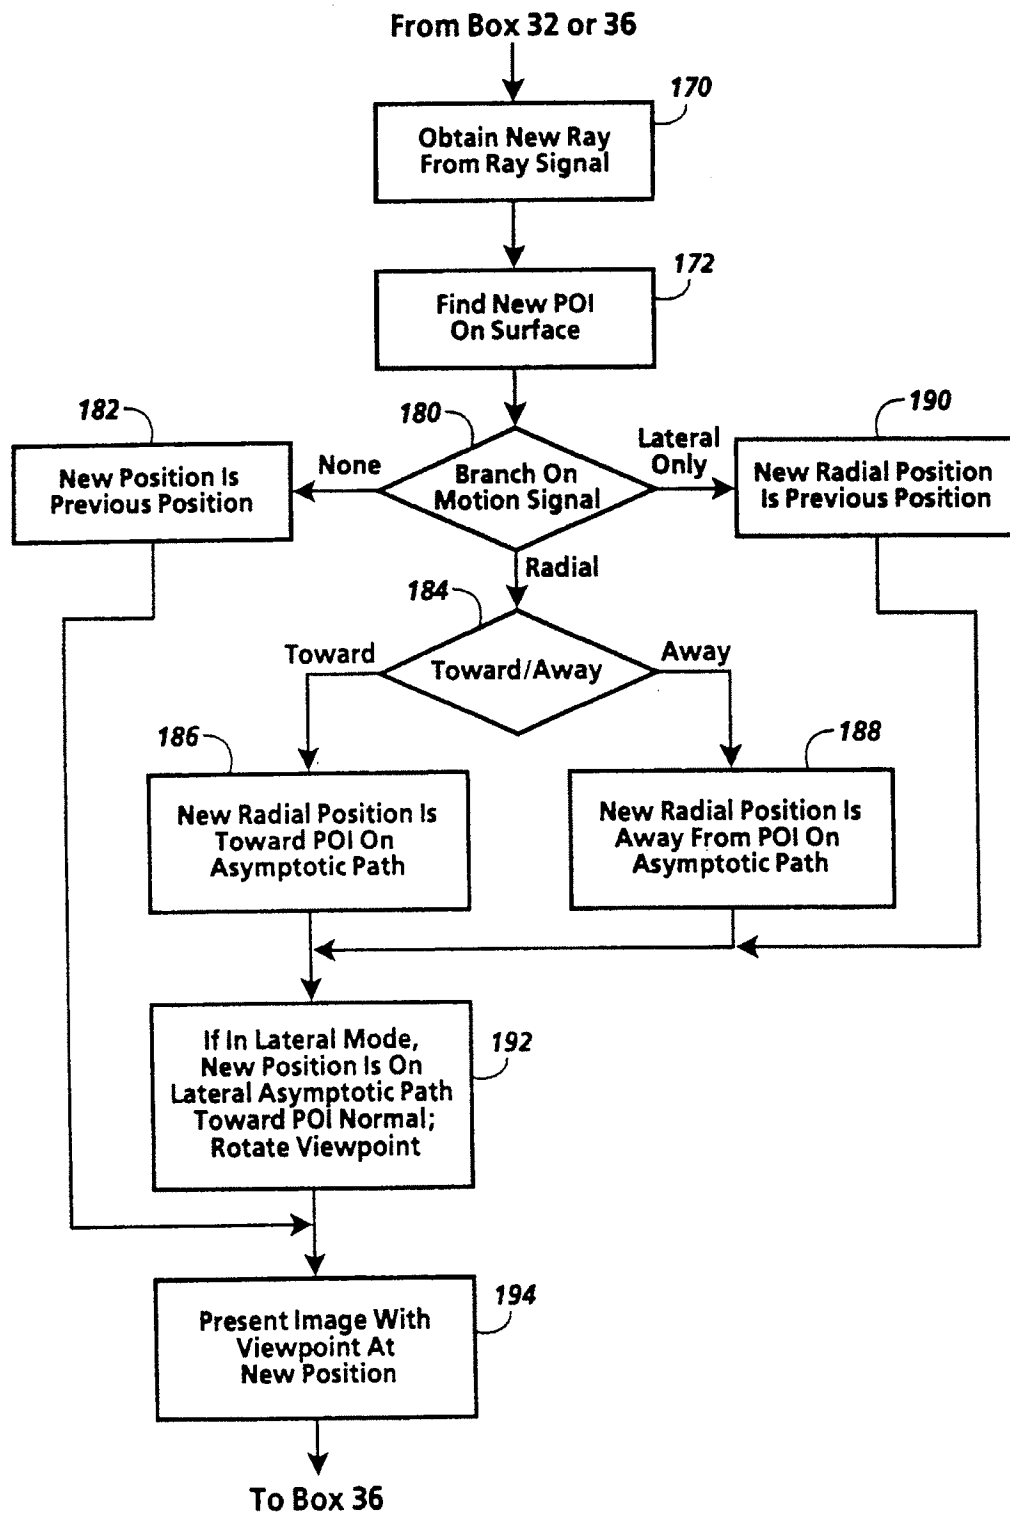 From Box 32 or 36
170
Obtain New Ray
From Ray Signal
172
Find New POI
On Surface
182
180
190
None
Lateral
Only
New Position Is
Previous Position
Branch On
Motion Signal
New Radial Position
Is Previous Position
Radial
184
Toward
Toward/Away
Away
186
188
New Radial Position Is
Toward POI On
Asymptotic Path
New Radial Position Is
Away From POI On
Asymptotic Path
192
If In Lateral Mode,
New Position Is On
Lateral Asymptotic Path
Toward POI Normal;
Rotate Viewpoint
194
Present Image With
Viewpoint At
New Position
To Box 36